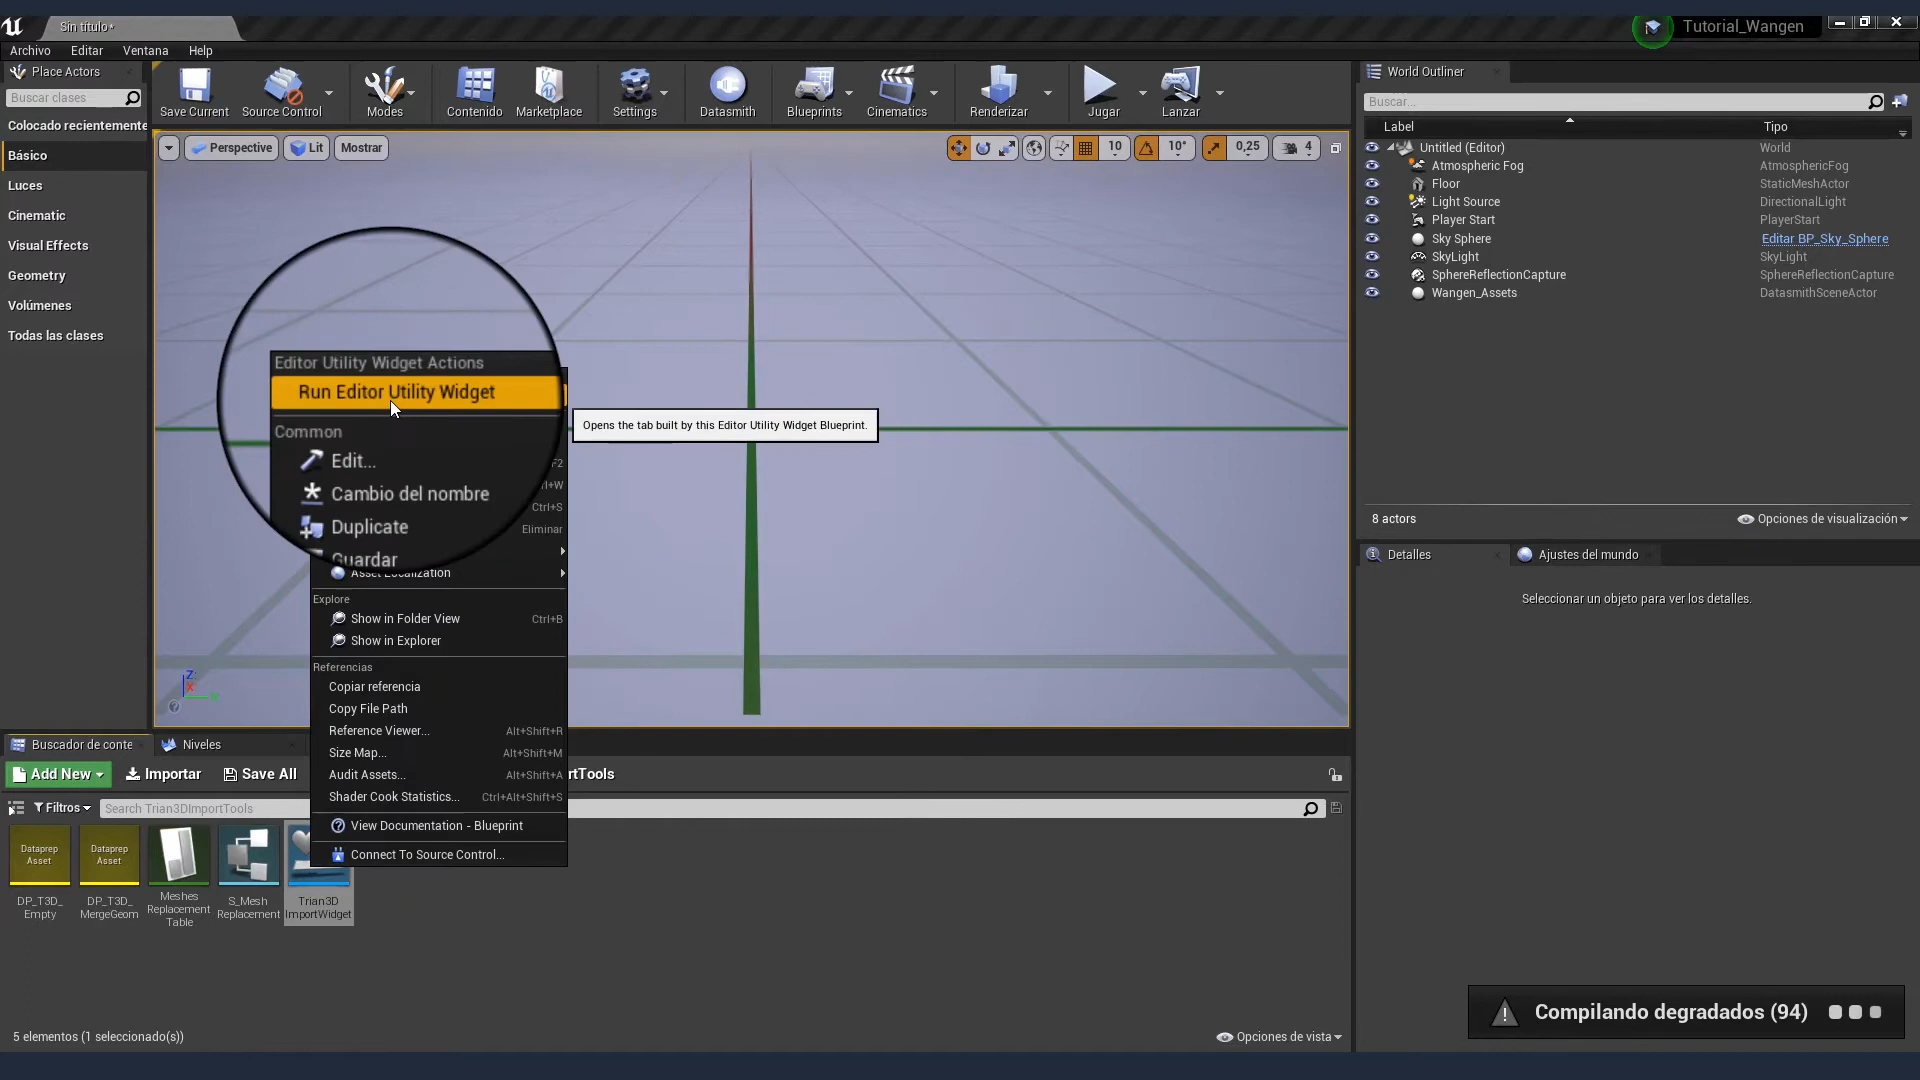 Sin título*
Tutorial_Wangen
Archivo
Editar
Ventana
Help
Place Actors
Buscar clases
Colocado recientemente
Básico
Luces
Cinematic
Visual Effects
Geometry
Volúmenes
Todas las clases
Save Current
Source Control
Modes
Contenido
Marketplace
Settings
Datasmith
Blueprints
Cinematics
Renderizar
Jugar
Lanzar
Perspective
Lit
Mostrar
10
10°
0,25
4
World Outliner
Buscar...
Label
Tipo
Untitled (Editor)
World
Atmospheric Fog
AtmosphericFog
Floor
StaticMeshActor
Light Source
DirectionalLight
Player Start
PlayerStart
Sky Sphere
Editar BP_Sky_Sphere
SkyLight
SkyLight
SphereReflectionCapture
SphereReflectionCapture
Wangen_Assets
DatasmithSceneActor
8 actors
Opciones de visualización
Detalles
Ajustes del mundo
Seleccionar un objeto para ver los detalles.
Editor Utility Widget Actions
Run Editor Utility Widget
Opens the tab built by this Editor Utility Widget Blueprint.
Common
Edit...
Cambio del nombre
F2
Duplicate
Ctrl+W
Guardar
Ctrl+S
Eliminar
Asset Localization
Explore
Show in Folder View
Ctrl+B
Show in Explorer
Referencias
Copiar referencia
Copy File Path
Reference Viewer...
Alt+Shift+R
Size Map...
Alt+Shift+M
Audit Assets...
Alt+Shift+A
Shader Cook Statistics...
Ctrl+Alt+Shift+S
View Documentation - Blueprint
Connect To Source Control...
Z
X
Buscador de conte
Niveles
Add New
Importar
Save All
rtTools
Filtros
Search Trian3DImportTools
Dataprep
Asset
DP_T3D_
Empty
Dataprep
Asset
DP_T3D_
MergeGeom
Meshes
Replacement
Table
S_Mesh
Replacement
Trian3D
ImportWidget
5 elementos (1 seleccionado(s))
Opciones de vista
Compilando degradados (94)